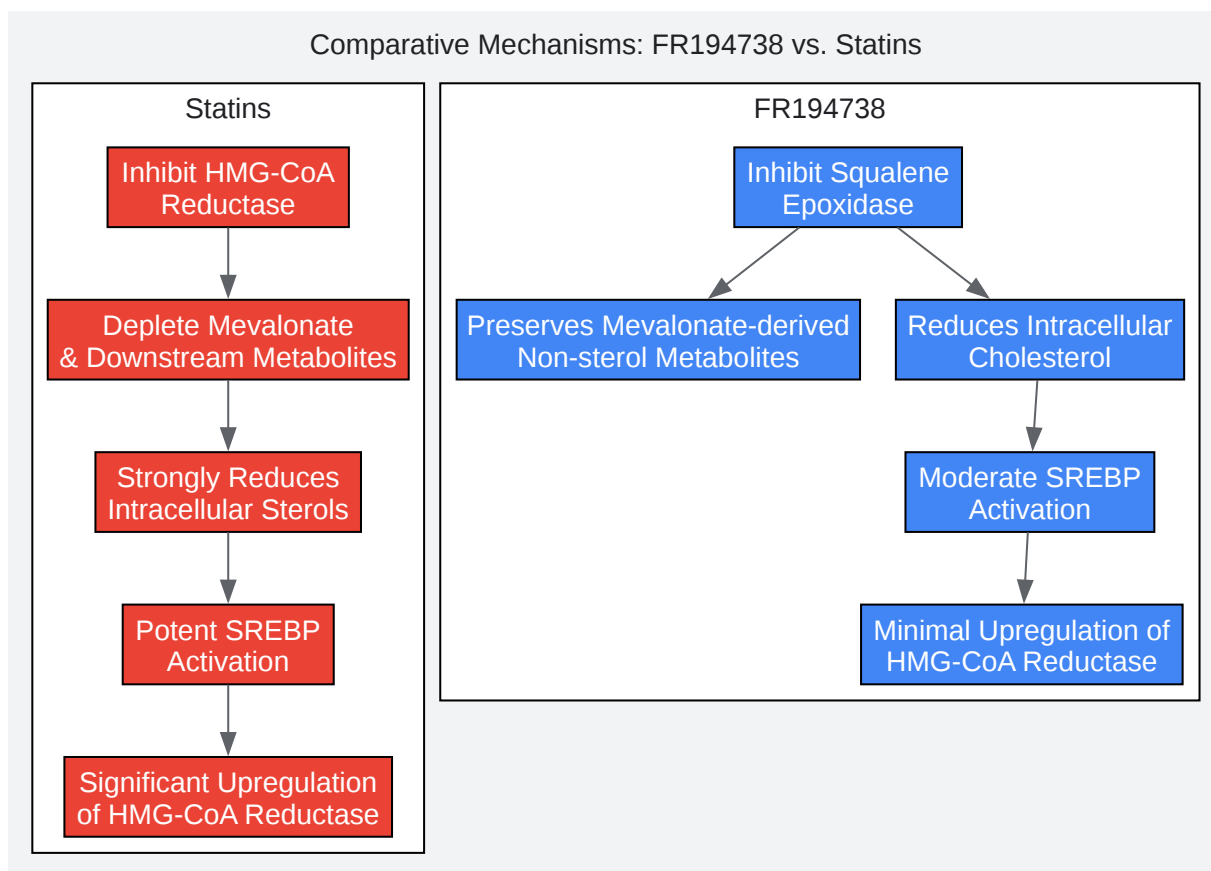 Comparative Mechanisms: FR194738 vs. Statins
Statins
Inhibit HMG-CoA
Reductase
Deplete Mevalonate
& Downstream Metabolites
Strongly Reduces
Intracellular Sterols
Potent SREBP
Activation
Significant Upregulation
of HMG-CoA Reductase
FR194738
Inhibit Squalene
Epoxidase
Preserves Mevalonate-derived
Non-sterol Metabolites
Reduces Intracellular
Cholesterol
Moderate SREBP
Activation
Minimal Upregulation of
HMG-CoA Reductase